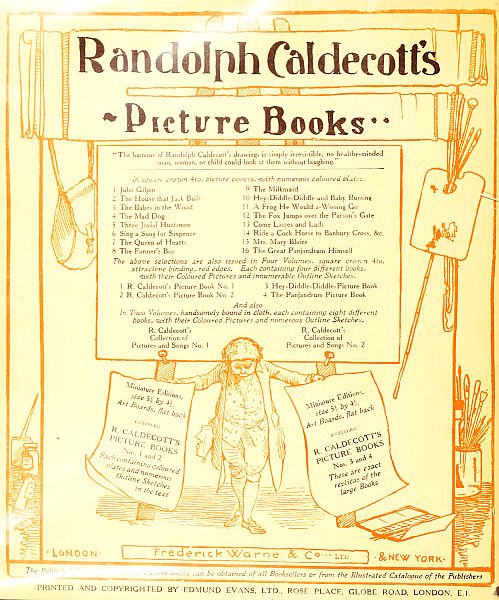 Randolph Caldecott's
~ Picture Books ..
"The humour of Randolph Caldecott's drawings is simply irresistible, no healthy-minded
man, woman, or child could look at them without laughing."
In square crown 4to, picture covers, with numerous coloured plates.
1 John Gilpin
2 The House that Jack Built
3 The Babes in the Wood
4 The Mad Dog
5 Three Jovial Huntsmen
6 Sing a Song for Sixpence
7 The Queen of Hearts
8 The Farmer's Boy
9 The Milkmaid
10 Hey-Diddle-Diddle and Baby Bunting
11 A Frog He Would a-Wooing Go
12 The Fox Jumps over the Parson's Gate
13 Come Lasses and Lads
14 Ride a Cock Horse to Banbury Cross, &c.
15 Mrs. Mary Blaize
16 The Great Panjandrum Himself
The above selections are also issued in Four Volumes, square crown 4to,
attractive binding, red edges. Each containing four different books,
with their Coloured Pictures and innumerable Outline Sketches.
1 R. Caldecott's Picture Book No. 1
2 R. Caldecott's Picture Book No. 2
3 Hey-Diddle-Diddle-Picture Book
4 The Panjandrum Picture Book
And also
In Two Volumes, handsomely bound in cloth, each containing eight different
books, with their Coloured Pictures and numerous Outline Sketches.
R. Caldecott's
Collection of
Pictures and Songs No. 1
R. Caldecott's
Collection of
Pictures and Songs No. 2
Miniature Editions,
size 5½ by 4½,
Art Boards, flat back
ENTITLED
R. CALDECOTT'S
PICTURE BOOKS
Nos. 1 and 2
Each containing coloured
plates and numerous
Outline Sketches
in the text
Miniature Editions,
size 5½ by 4½,
Art Boards, flat back
ENTITLED
R. CALDECOTT'S
PICTURE BOOKS
Nos. 3 and 4
These are exact
replicas of the
large Books
· LONDON ·
Frederick Warne & Co... LTD
· & NEW YORK ·
can be obtained of all Booksellers or from the Illustrated Catalogue of the Publishers
PRINTED AND COPYRIGHTED BY EDMUND EVANS, LTD., ROSE PLACE, GLOBE ROAD, LONDON, E.1.